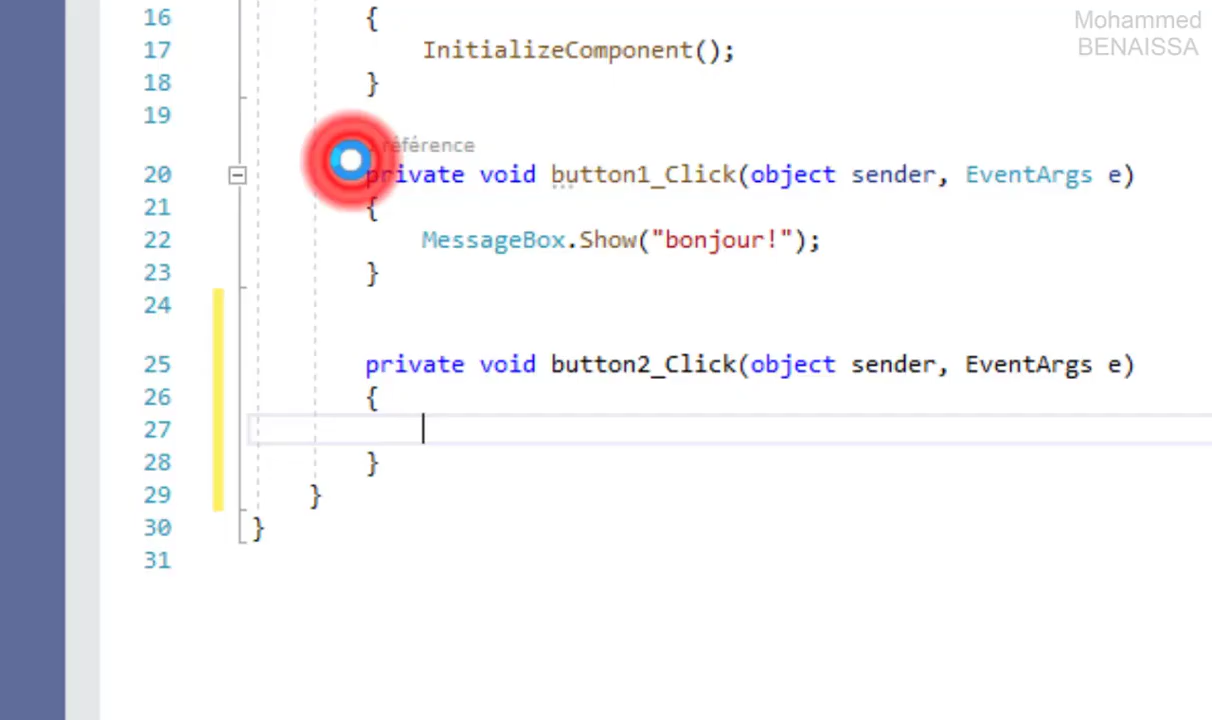 Mohammed
BENAISSA
16 {
17 InitializeComponent();
18 }
19
référence
20 private void button1_Click(object sender, EventArgs e)
21 {
22 MessageBox.Show("bonjour!");
23 }
24
25 private void button2_Click(object sender, EventArgs e)
26 {
27
28 }
29 }
30 }
31